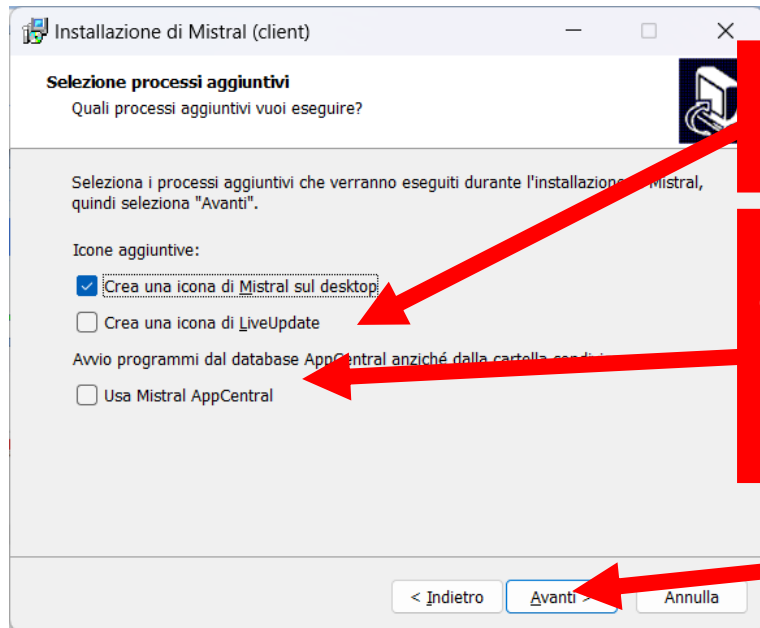 Installazione di Mistral (client)
Selezione processi aggiuntivi
Quali processi aggiuntivi vuoi eseguire?
Seleziona i processi aggiuntivi che verranno eseguiti durante l'installazione Mistral,
quindi seleziona "Avanti".
Icone aggiuntive:
Crea una icona di Mistral sul desktop
Crea una icona di LiveUpdate
Avvio programmi dal database AppCentral anziché dalla cartella
Usa Mistral AppCentral
< Indietro
Avanti >
Annulla